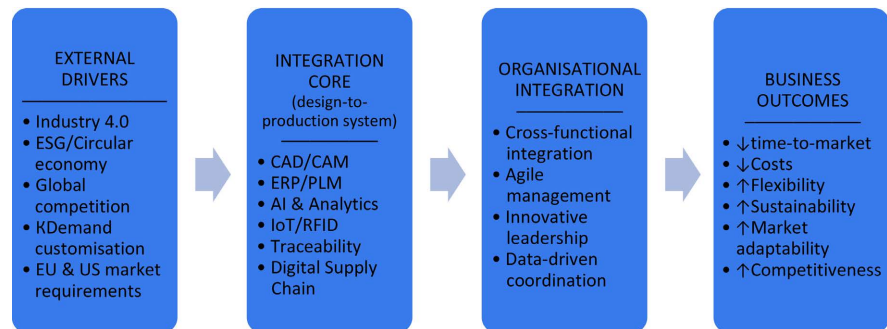 EXTERNAL
DRIVERS
• Industry 4.0
• ESG/Circular
economy
• Global
competition
• KDemand
customisation
• EU & US market
requirements
INTEGRATION
CORE
(design-to-
production system)
• CAD/CAM
• ERP/PLM
• AI & Analytics
• IoT/RFID
• Traceability
• Digital Supply
Chain
ORGANISATIONAL
INTEGRATION
• Cross-functional
integration
• Agile
management
• Innovative
leadership
• Data-driven
coordination
BUSINESS
OUTCOMES
• ↓time-to-market
• ↓Costs
• ↑Flexibility
• ↑Sustainability
• ↑Market
adaptability
• ↑Competitiveness